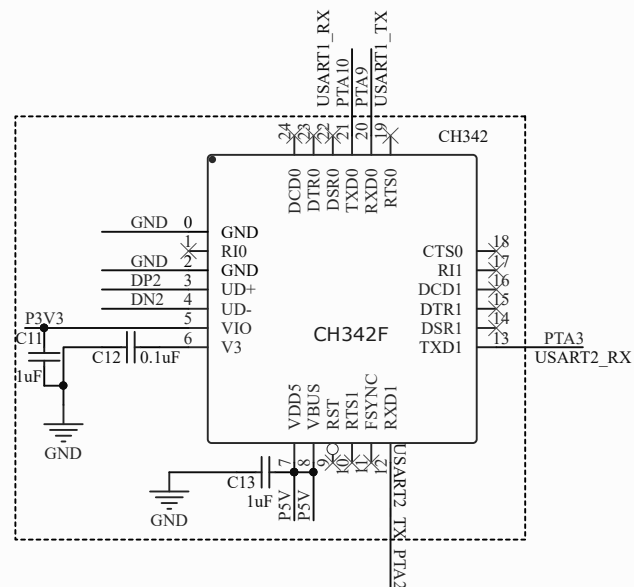 USART1_RX
PTA10
PTA9
USART1_TX
24
23
22
21
20
19
CH342
DCD0
DTR0
DSR0
TXD0
RXD0
RTS0
GND 0 GND
1 RI0
GND 2 GND
DP2 3 UD+
DN2 4 UD-
P3V3 5 VIO
C11
1uF
C12 0.1uF 6 V3
GND
CH342F
CTS0 18
RI1 17
DCD1 16
DTR1 15
DSR1 14
TXD1 13 PTA3
USART2_RX
VDD5
VBUS
RST
RTS1
FSYNC
RXD1
7
8
9
10
11
12
C13
1uF
GND
P5V
P5V
USART2_TX PTA2